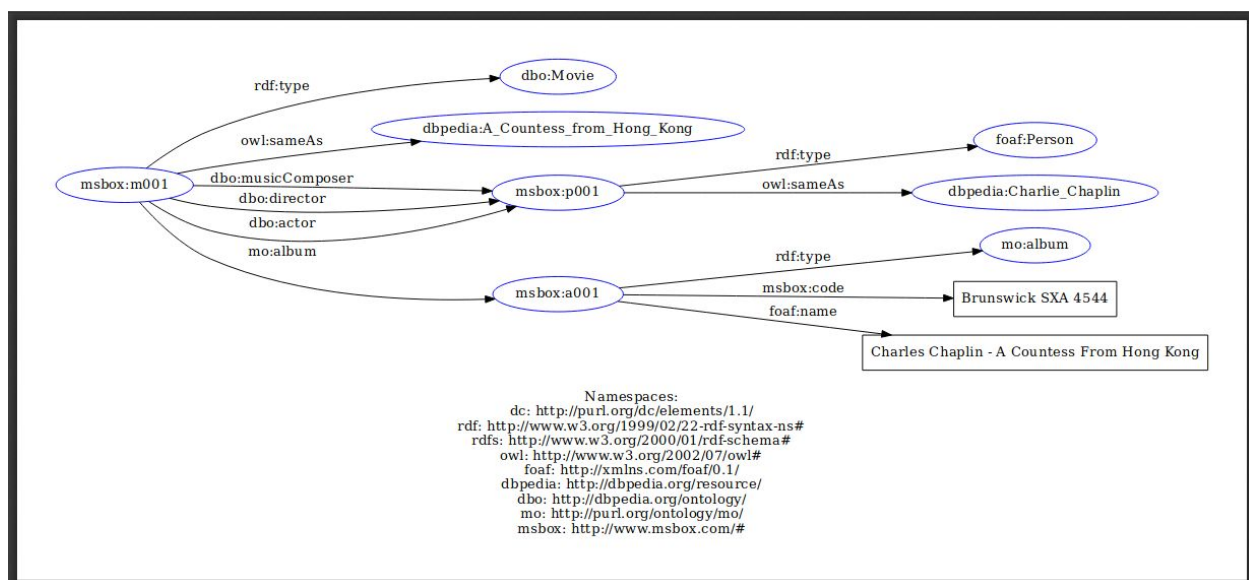 rdf:type
dbo:Movie
owl:sameAs
dbpedia:A_Countess_from_Hong_Kong
msbox:m001
dbo:musicComposer
dbo:director
dbo:actor
mo:album
msbox:p001
rdf:type
foaf:Person
owl:sameAs
dbpedia:Charlie_Chaplin
msbox:a001
rdf:type
mo:album
msbox:code
Brunswick SXA 4544
foaf:name
Charles Chaplin - A Countess From Hong Kong
Namespaces:
dc: http://purl.org/dc/elements/1.1/
rdf: http://www.w3.org/1999/02/22-rdf-syntax-ns#
rdfs: http://www.w3.org/2000/01/rdf-schema#
owl: http://www.w3.org/2002/07/owl#
foaf: http://xmlns.com/foaf/0.1/
dbpedia: http://dbpedia.org/resource/
dbo: http://dbpedia.org/ontology/
mo: http://purl.org/ontology/mo/
msbox: http://www.msbox.com/#